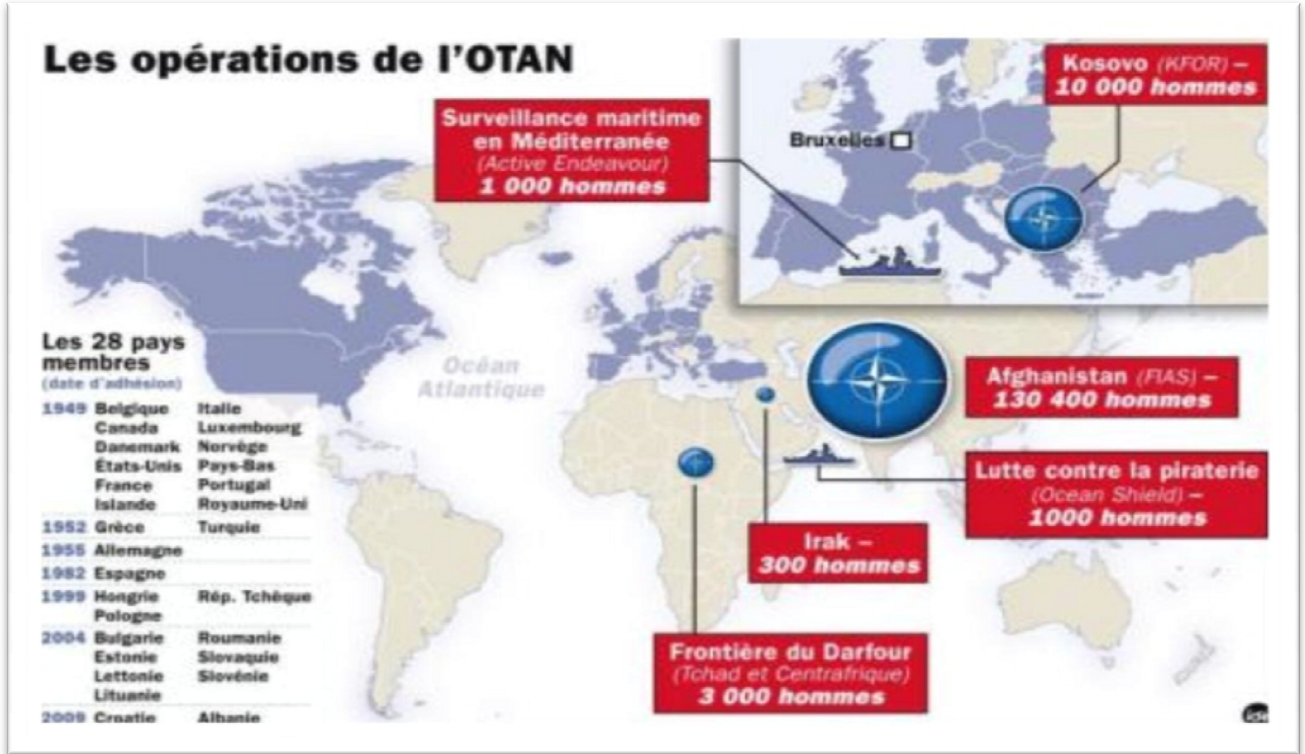 Les opérations de l'OTAN
Surveillance maritime
en Méditerranée
(Active Endeavour)
1 000 hommes
Kosovo (KFOR) –
10 000 hommes
Bruxelles
Océan
Atlantique
Afghanistan (FIAS) –
130 400 hommes
Lutte contre la piraterie
(Ocean Shield) –
1000 hommes
Irak –
300 hommes
Frontière du Darfour
(Tchad et Centrafrique)
3 000 hommes
Les 28 pays
membres
(date d'adhésion)
1949 Belgique Italie
Canada Luxembourg
Danemark Norvège
États-Unis Pays-Bas
France Portugal
Islande Royaume-Uni
1952 Grèce Turquie
1955 Allemagne
1982 Espagne
1999 Hongrie Rép. Tchèque
Pologne
2004 Bulgarie Roumanie
Estonie Slovaquie
Lettonie Slovénie
Lituanie
2009 Croatie Albanie